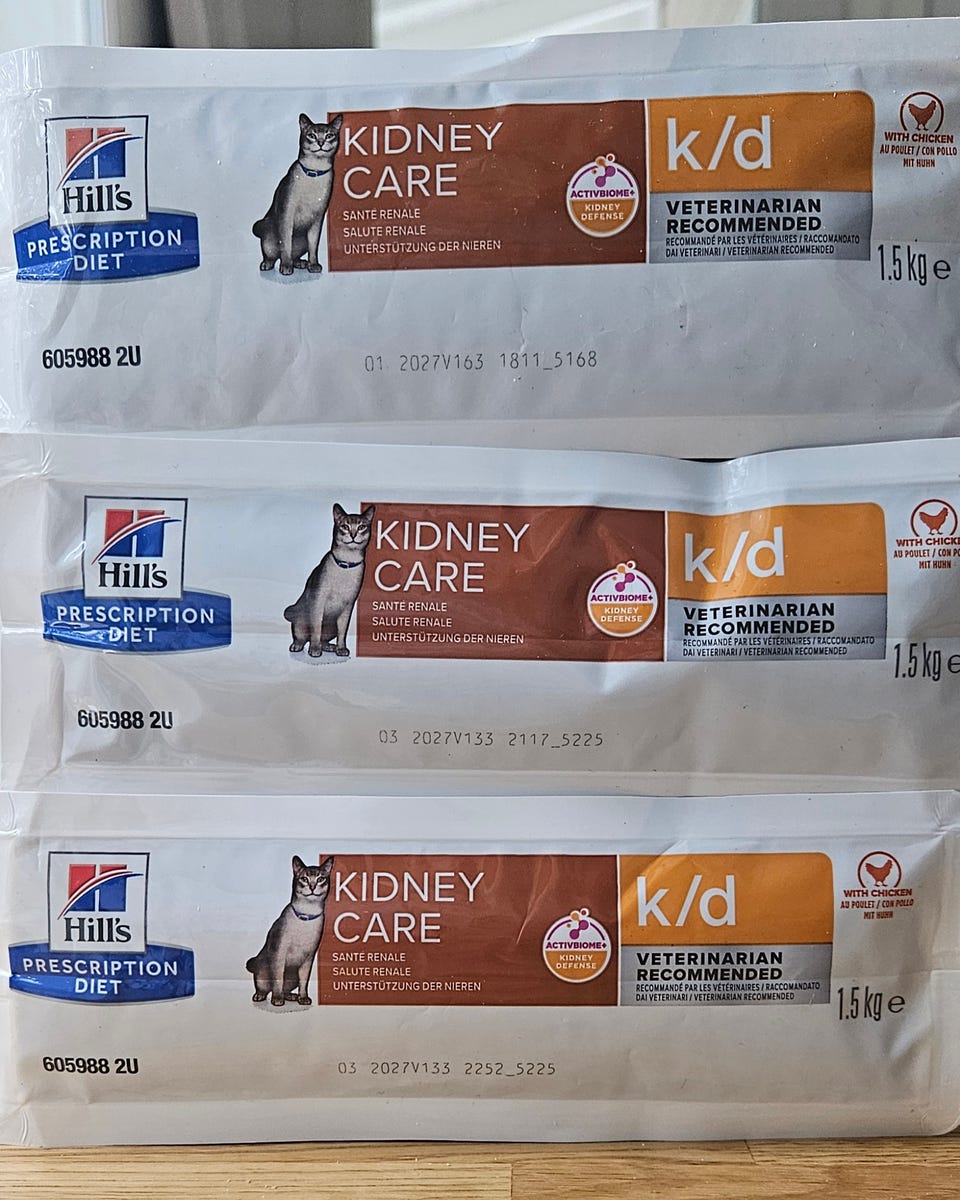 Hill's
PRESCRIPTION
DIET
KIDNEY
CARE
SANTÉ RENALE
SALUTE RENALE
UNTERSTÜTZUNG DER NIEREN
ACTIVBIOME+
KIDNEY
DEFENSE
k/d
VETERINARIAN
RECOMMENDED
RECOMMANDÉ PAR LES VÉTÉRINAIRES / RACCOMANDATO
DAI VETERINARI / VETERINARIAN RECOMMENDED
WITH CHICKEN
AU POULET / CON POLLO
MIT HUHN
1.5 kg e
605988 2U
01 2027V163 1811_5168
Hill's
PRESCRIPTION
DIET
KIDNEY
CARE
SANTÉ RENALE
SALUTE RENALE
UNTERSTÜTZUNG DER NIEREN
ACTIVBIOME+
KIDNEY
DEFENSE
k/d
VETERINARIAN
RECOMMENDED
RECOMMANDÉ PAR LES VÉTÉRINAIRES / RACCOMANDATO
DAI VETERINARI / VETERINARIAN RECOMMENDED
WITH CHICKE
AU POULET / CON PO
MIT HUHN
1.5 kg e
605988 2U
03 2027V133 2117_5225
Hill's
PRESCRIPTION
DIET
KIDNEY
CARE
SANTÉ RENALE
SALUTE RENALE
UNTERSTÜTZUNG DER NIEREN
ACTIVBIOME+
KIDNEY
DEFENSE
k/d
VETERINARIAN
RECOMMENDED
RECOMMANDÉ PAR LES VÉTÉRINAIRES / RACCOMANDATO
DAI VETERINARI / VETERINARIAN RECOMMENDED
WITH CHICKEN
AU POULET / CON POLLO
MIT HUHN
1.5 kg e
605988 2U
03 2027V133 2252_5225